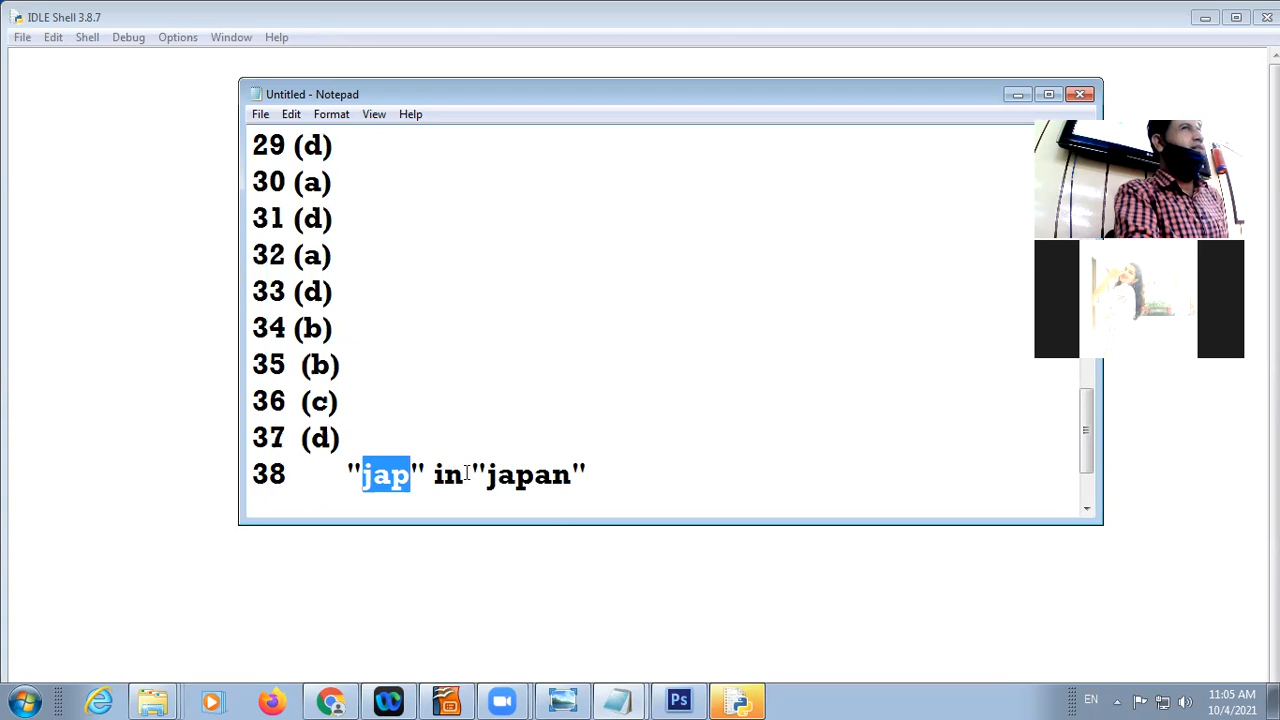 IDLE Shell 3.8.7
File Edit Shell Debug Options Window Help
Untitled - Notepad
File Edit Format View Help
29 (d)
30 (a)
31 (d)
32 (a)
33 (d)
34 (b)
35 (b)
36 (c)
37 (d)
38 "jap" in "japan"
Ps
EN
11:05 AM
10/4/2021